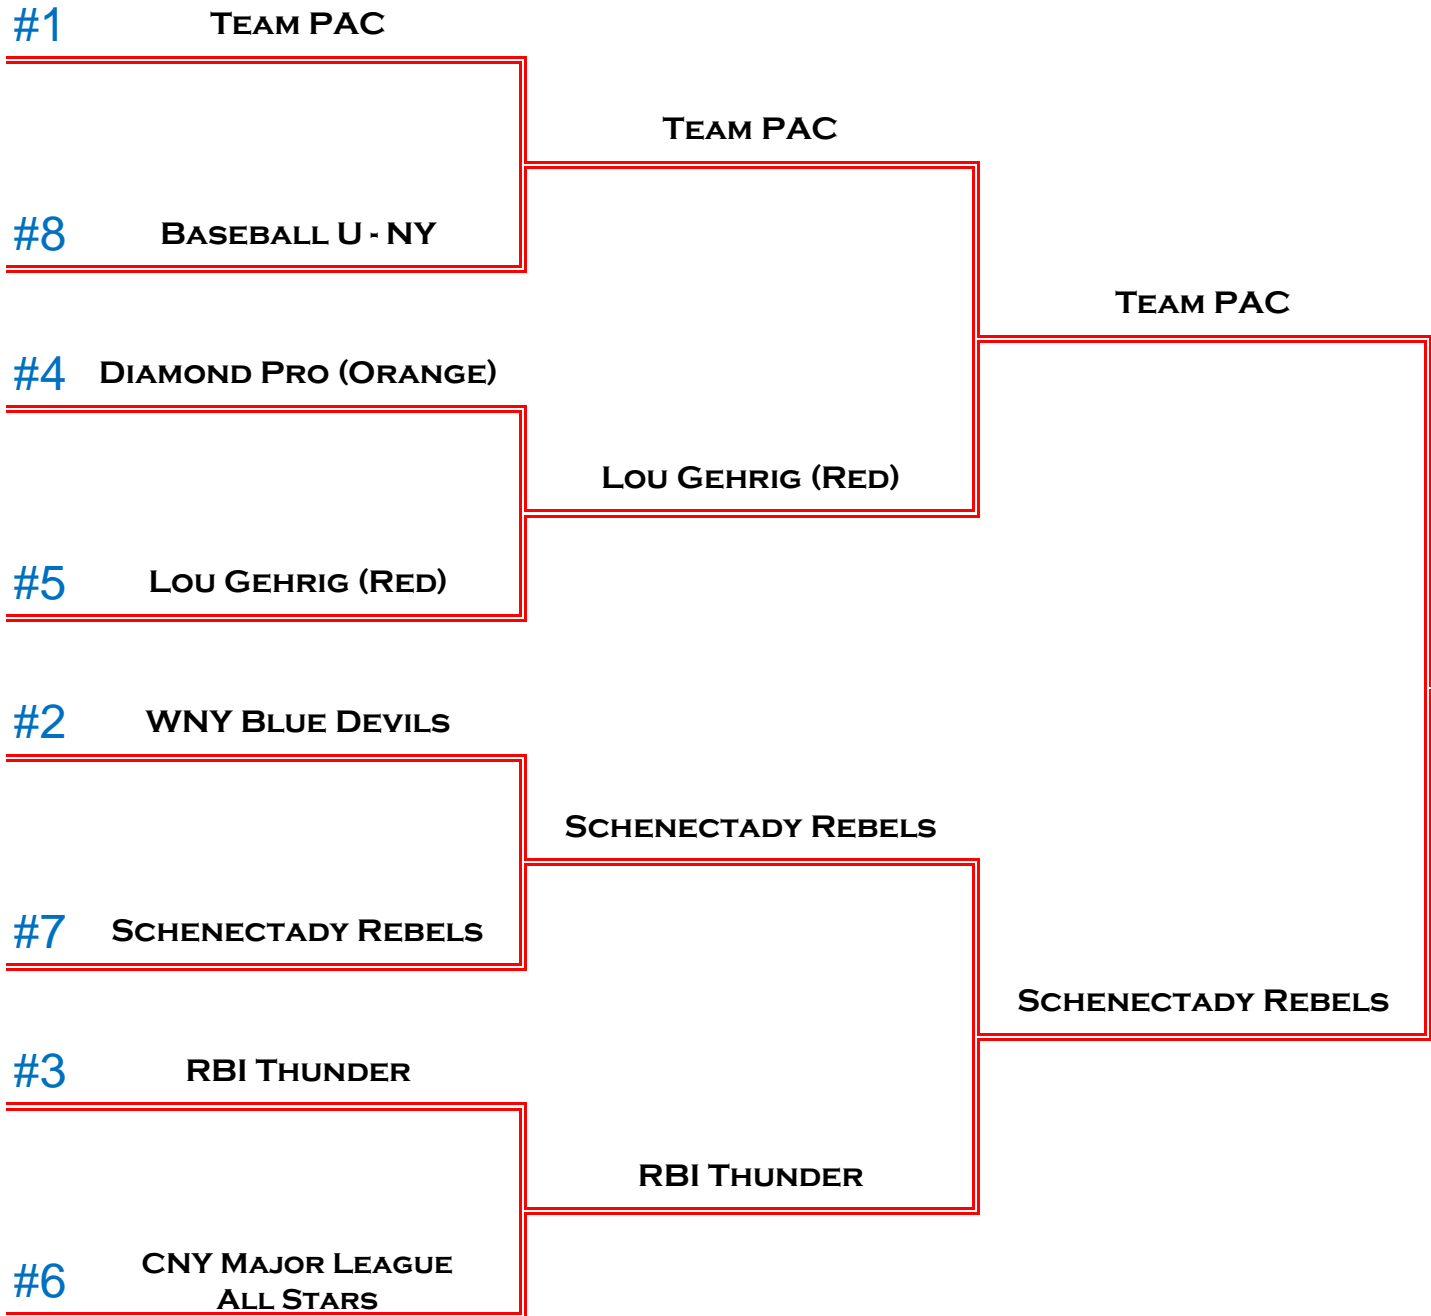 #1 Team PAC
Team PAC
#8 Baseball U - NY
Team PAC
#4 Diamond Pro (Orange)
Lou Gehrig (Red)
#5 Lou Gehrig (Red)
#2 WNY Blue Devils
Schenectady Rebels
#7 Schenectady Rebels
Schenectady Rebels
#3 RBI Thunder
RBI Thunder
#6 CNY Major League
All Stars